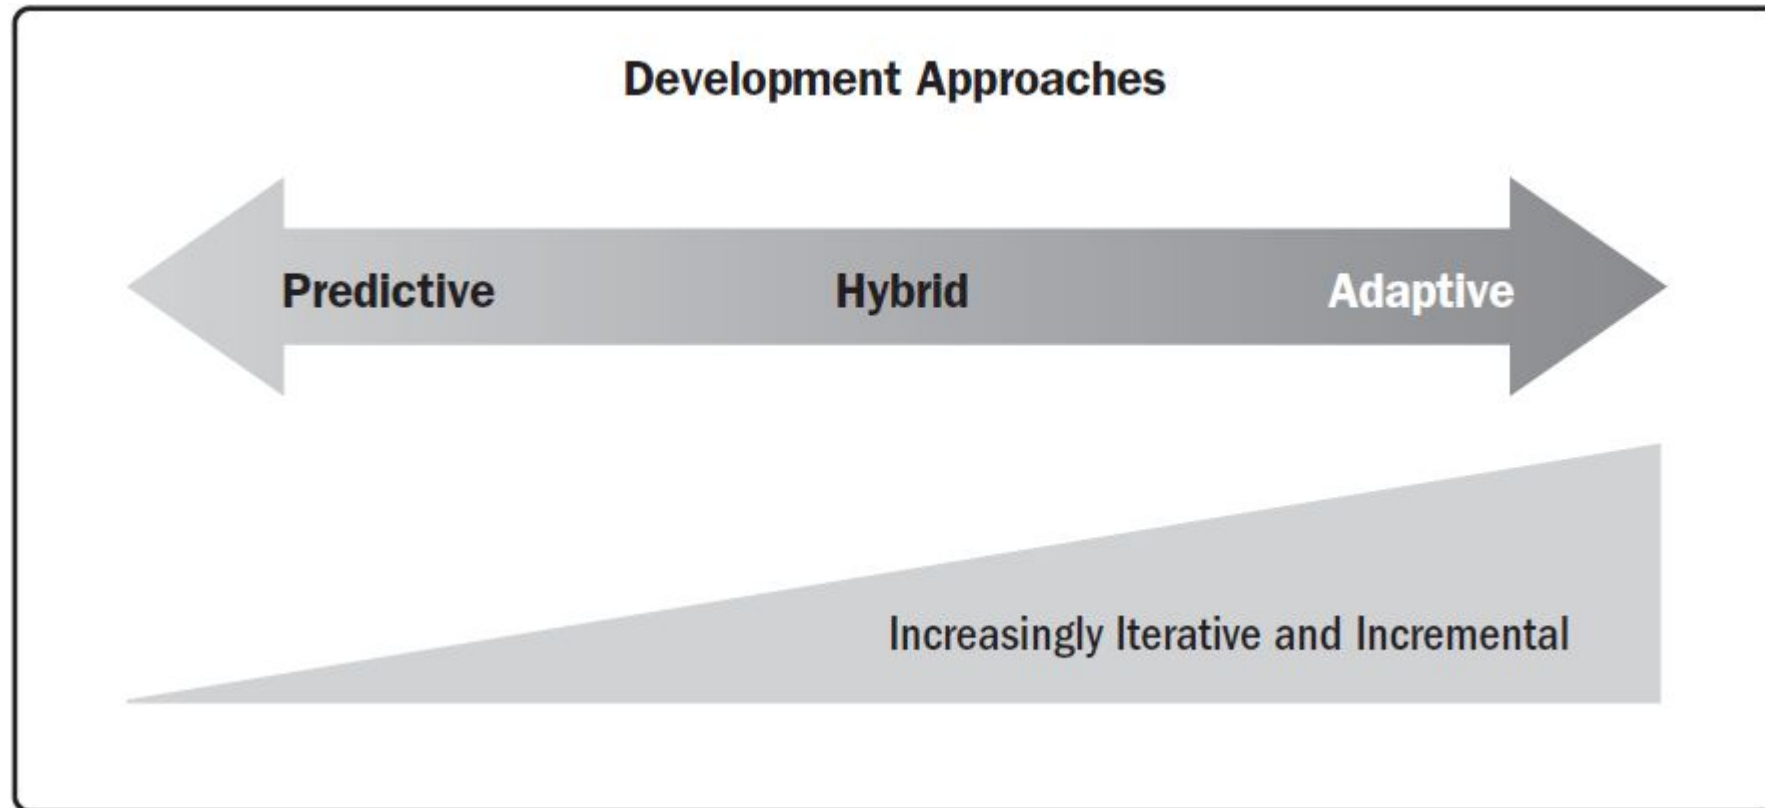 Development Approaches
Predictive Hybrid Adaptive
Increasingly Iterative and Incremental